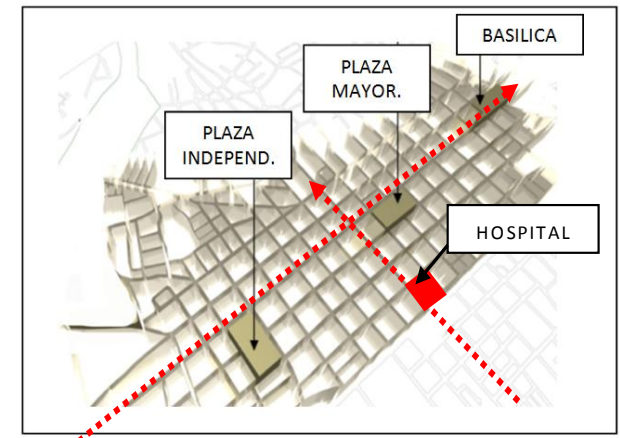 BASILICA
PLAZA
MAYOR.
PLAZA
INDEPEND.
HOSPITAL